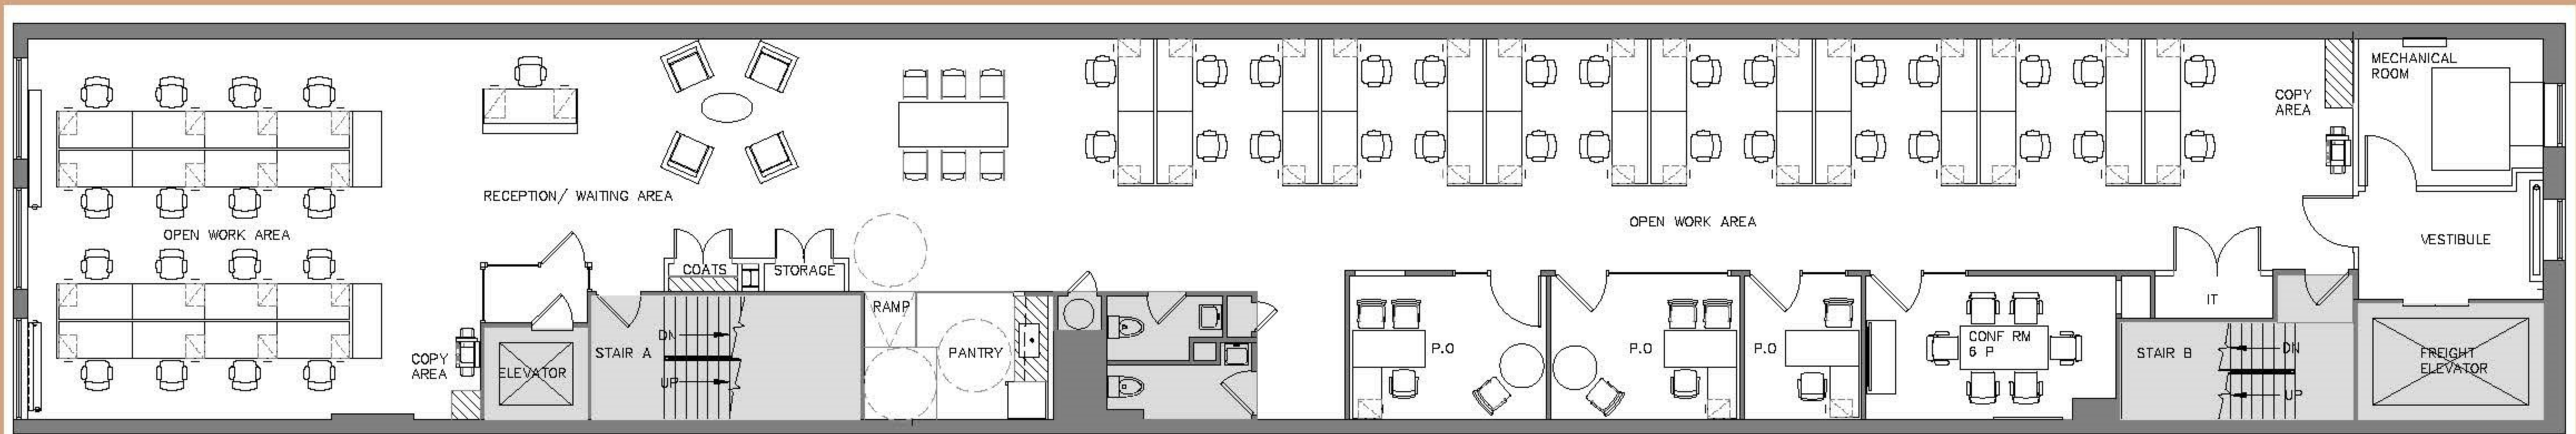 MECHANICAL
ROOM
COPY
AREA
RECEPTION/ WAITING AREA
OPEN WORK AREA
OPEN WORK AREA
VESTIBULE
COATS
STORAGE
RAMP
IT
DN
STAIR A
UP
PANTRY
COPY
AREA
ELEVATOR
P.O
P.O
P.O
CONF RM
6 P
STAIR B
DN
UP
FREIGHT
ELEVATOR